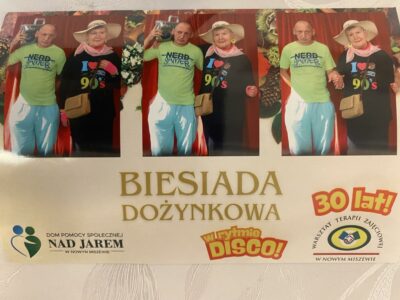 NERD
I ♥
90's
NERD
I ♥
90's
NERD
I ♥
90's
BIESIADA
DOŻYNKOWA
w rytmie
DISCO!
30 lat!
DOM POMOCY SPOŁECZNEJ
NAD JAREM
W NOWYM MISZEWIE
WARSZTAT TERAPII ZAJĘCIOWEJ
W NOWYM MISZEWIE